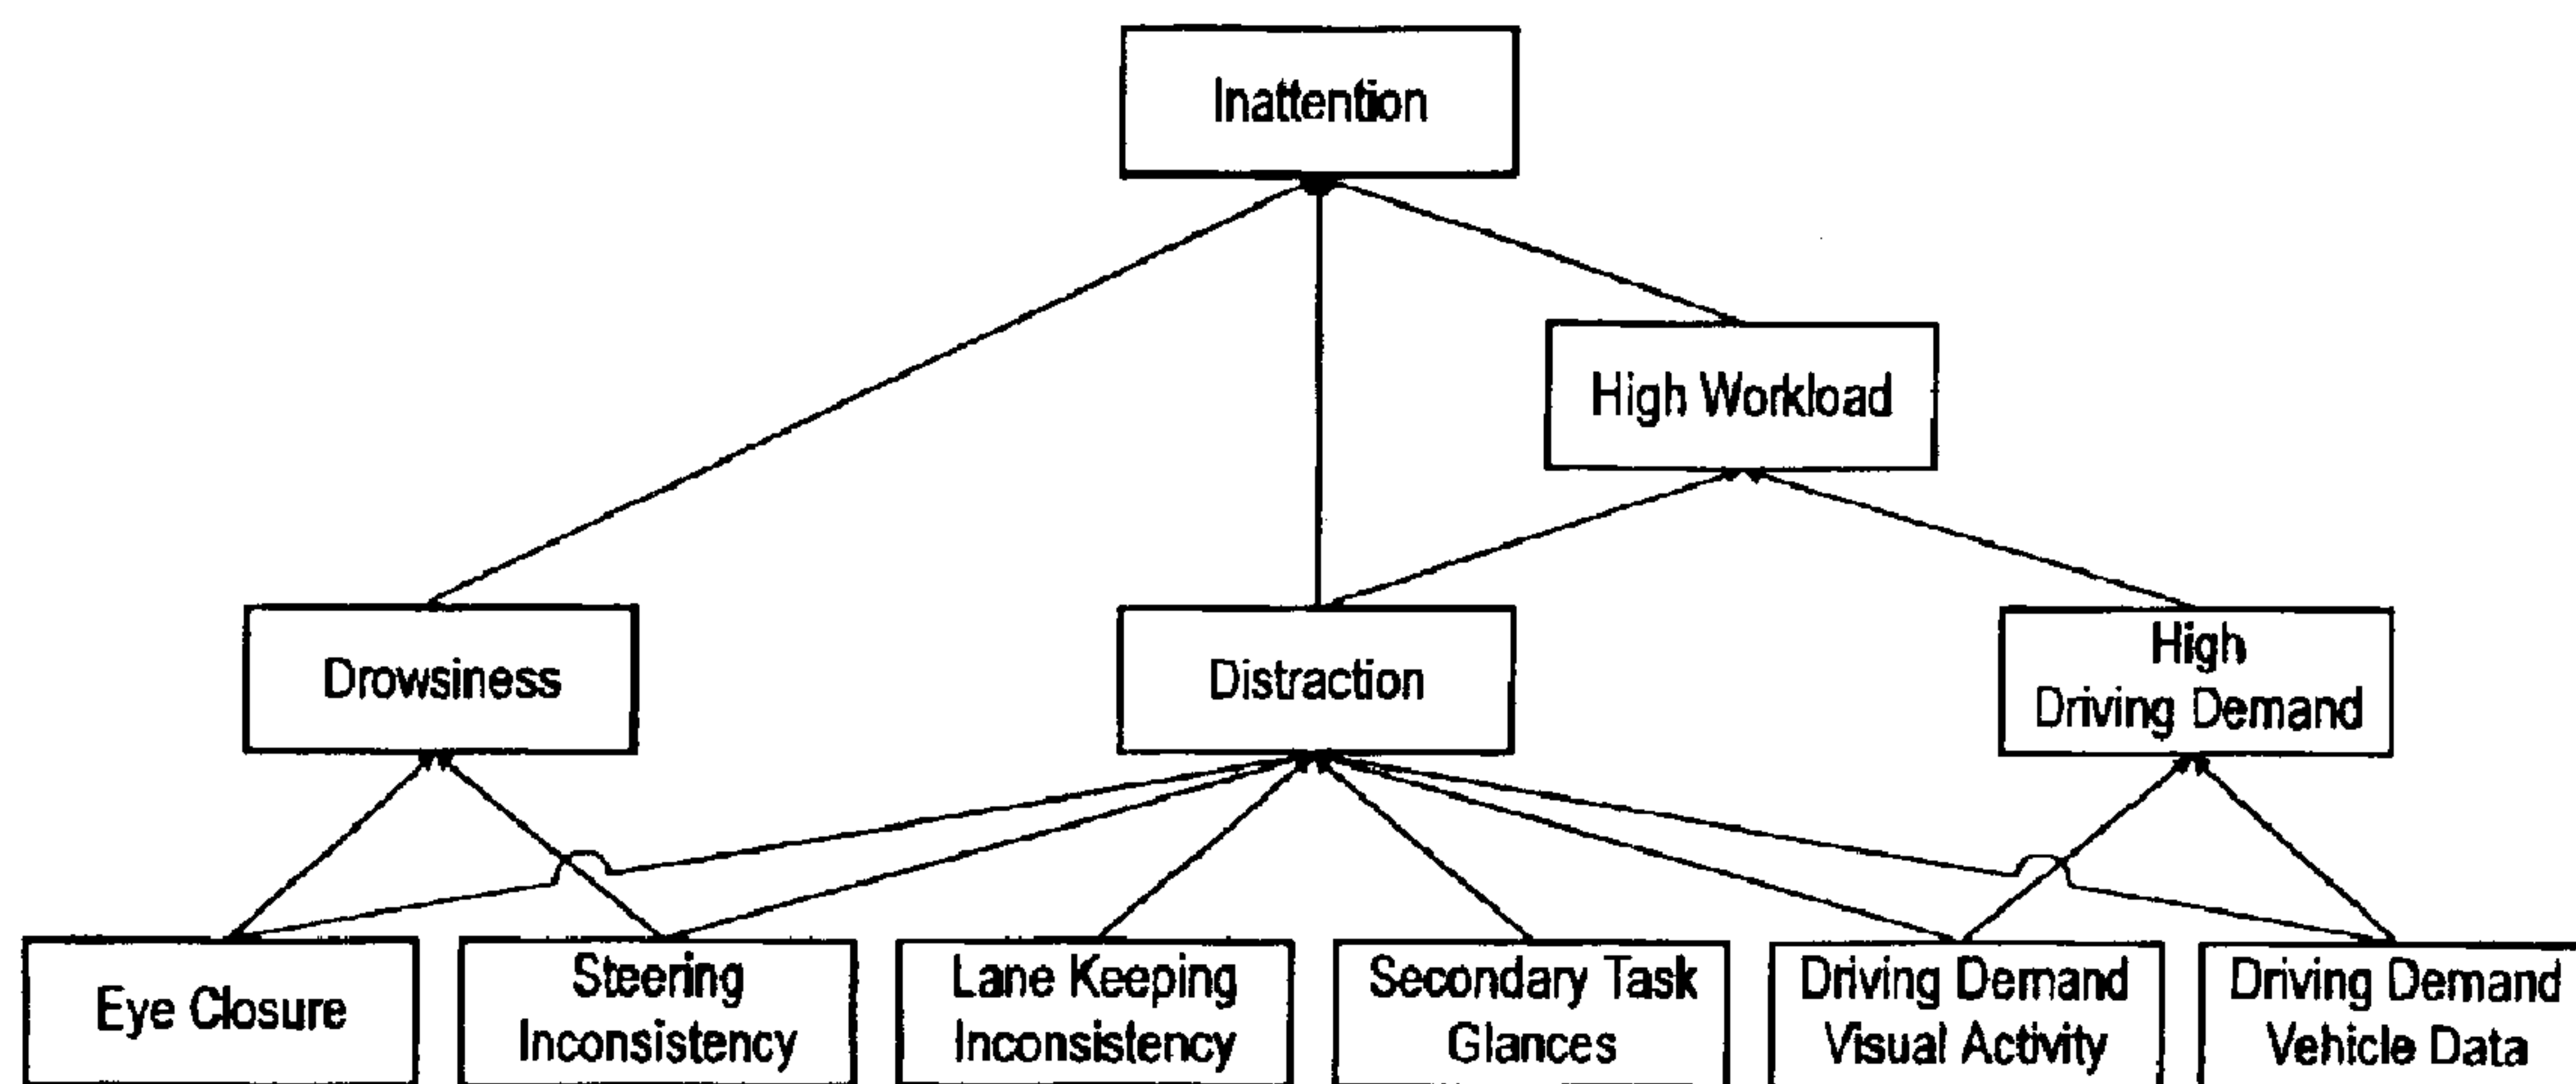 Inattention
High Workload
Drowsiness
Distraction
High
Driving Demand
Eye Closure
Steering
Inconsistency
Lane Keeping
Inconsistency
Secondary Task
Glances
Driving Demand
Visual Activity
Driving Demand
Vehicle Data